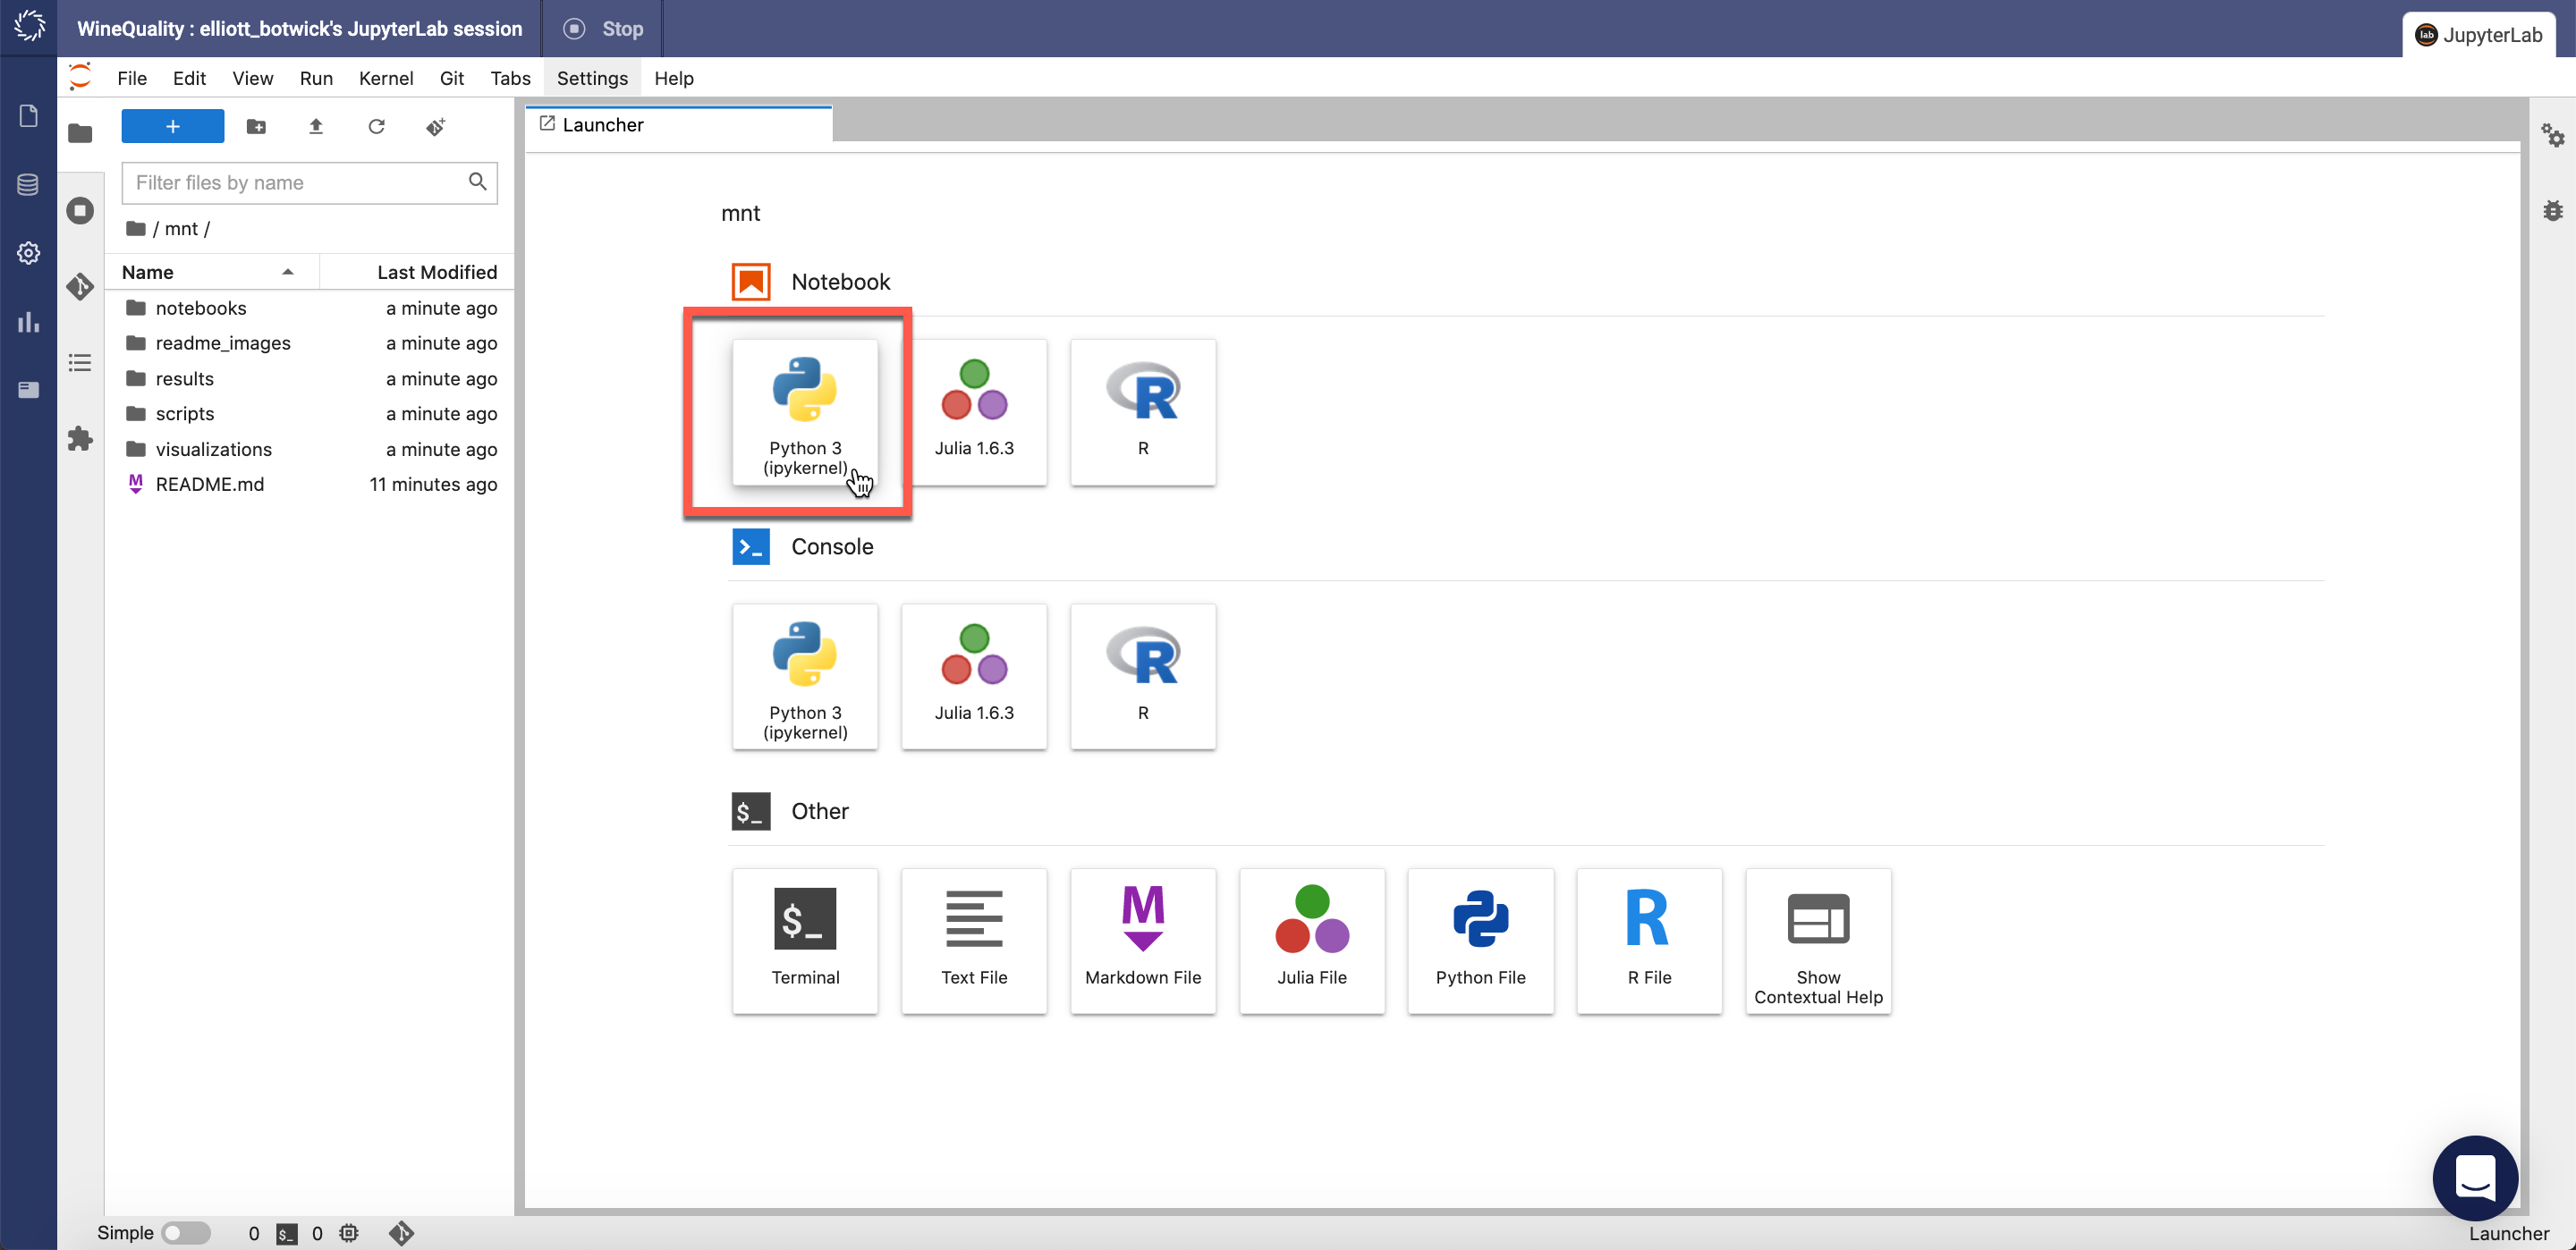 WineQuality : elliott_botwick's JupyterLab session
Stop
lab JupyterLab
File Edit View Run Kernel Git Tabs Settings Help
+
Launcher
Filter files by name
/ mnt /
Name Last Modified
notebooks a minute ago
readme_images a minute ago
results a minute ago
scripts a minute ago
visualizations a minute ago
M README.md 11 minutes ago
mnt
Notebook
R
Python 3
(ipykernel)
Julia 1.6.3
R
>_ Console
R
Python 3
(ipykernel)
Julia 1.6.3
R
$_ Other
$_ M R
Terminal
Text File
Markdown File
Julia File
Python File
R File
Show
Contextual Help
Simple 0 $_ 0
Launcher